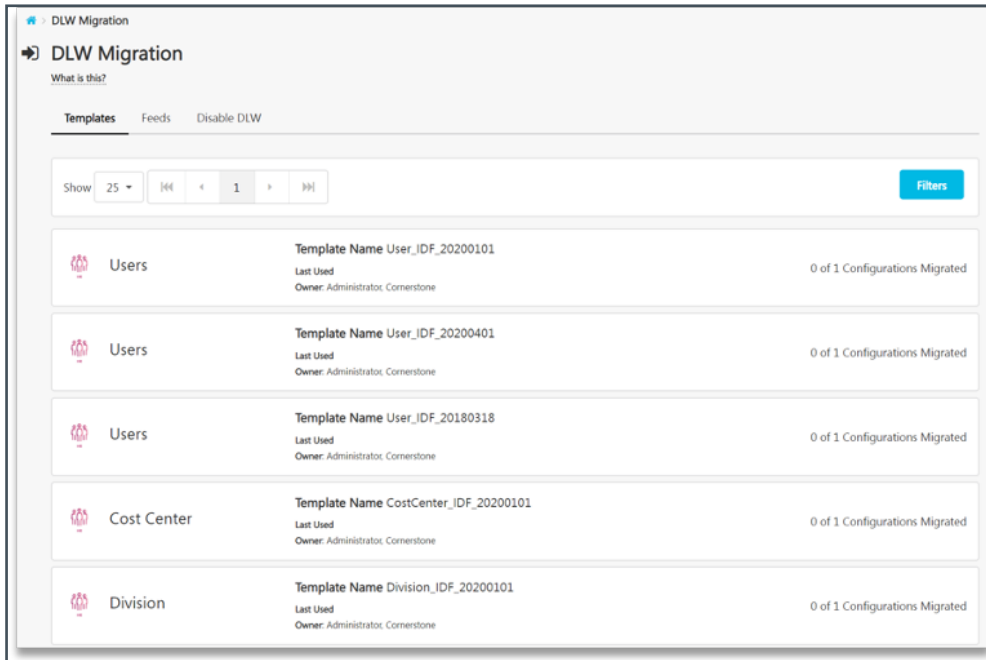 DLW Migration
DLW Migration
What is this?
Templates Feeds Disable DLW
Show 25 1 Filters
Users
Template Name User_IDF_20200101
Last Used
Owner: Administrator, Cornerstone
0 of 1 Configurations Migrated
Users
Template Name User_IDF_20200401
Last Used
Owner: Administrator, Cornerstone
0 of 1 Configurations Migrated
Users
Template Name User_IDF_20180318
Last Used
Owner: Administrator, Cornerstone
0 of 1 Configurations Migrated
Cost Center
Template Name CostCenter_IDF_20200101
Last Used
Owner: Administrator, Cornerstone
0 of 1 Configurations Migrated
Division
Template Name Division_IDF_20200101
Last Used
Owner: Administrator, Cornerstone
0 of 1 Configurations Migrated